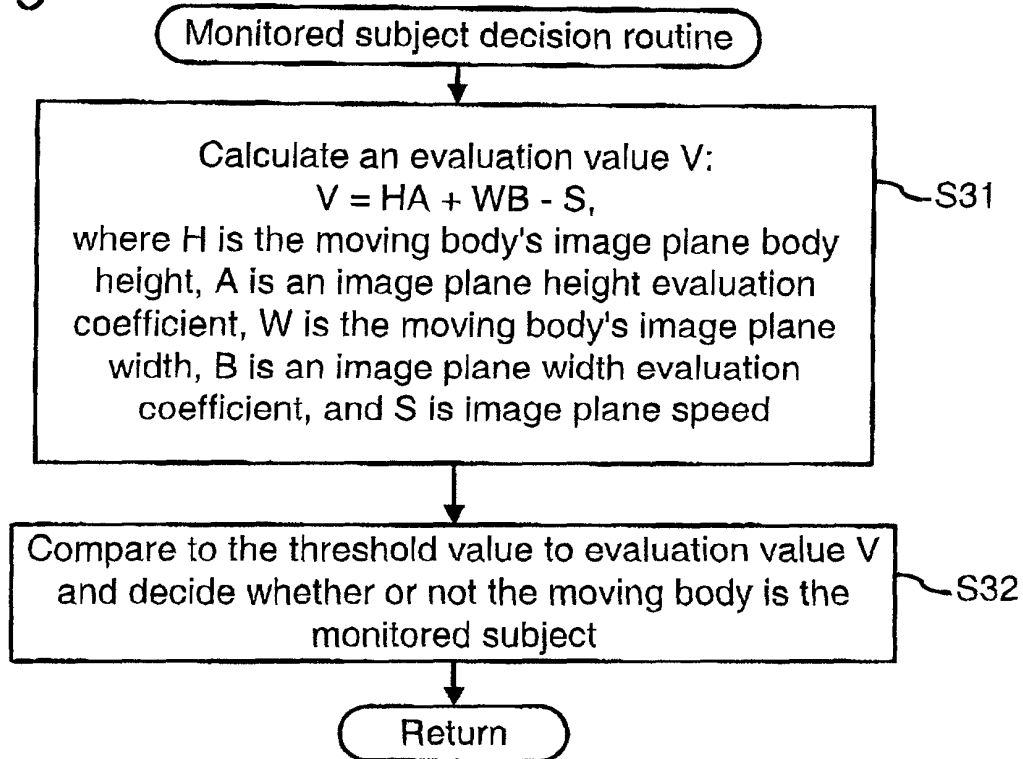 Monitored subject decision routine
Calculate an evaluation value V:
V = HA + WB - S,
where H is the moving body's image plane body
height, A is an image plane height evaluation
coefficient, W is the moving body's image plane
width, B is an image plane width evaluation
coefficient, and S is image plane speed
S31
Compare to the threshold value to evaluation value V
and decide whether or not the moving body is the
monitored subject
S32
Return